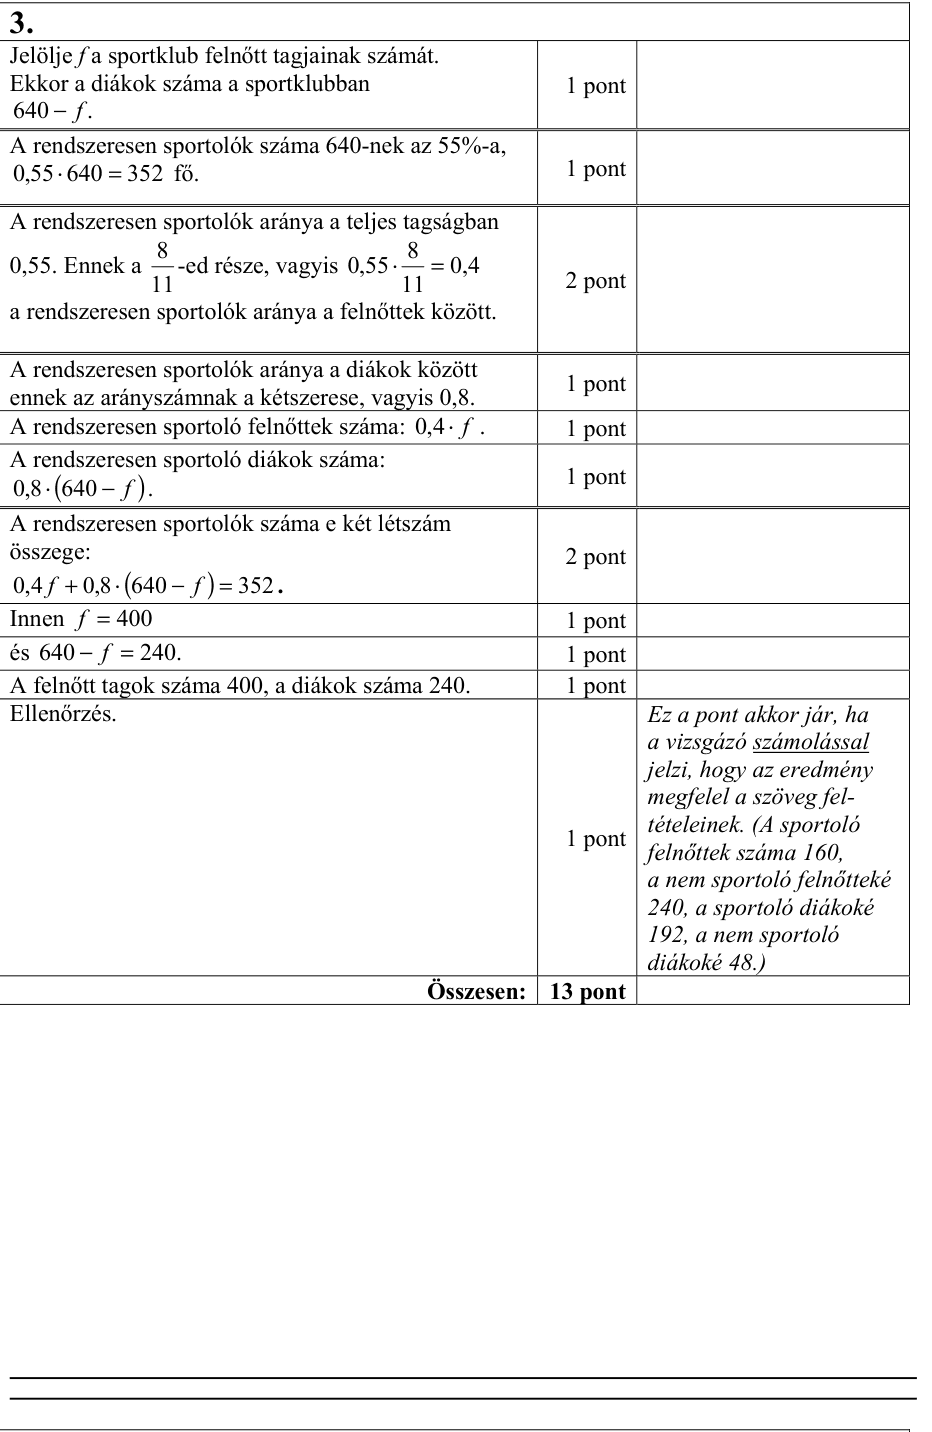 3.
Jelölje f a sportklub felnőtt tagjainak számát.
Ekkor a diákok száma a sportklubban
640 − f.
1 pont
A rendszeresen sportolók száma 640-nek az 55%-a,
0,55 · 640 = 352 fő.
1 pont
A rendszeresen sportolók aránya a teljes tagságban
0,55. Ennek a 8/11 -ed része, vagyis 0,55 · 8/11 = 0,4
a rendszeresen sportolók aránya a felnőttek között.
2 pont
A rendszeresen sportolók aránya a diákok között
ennek az arányszámnak a kétszerese, vagyis 0,8.
1 pont
A rendszeresen sportoló felnőttek száma: 0,4 · f .
1 pont
A rendszeresen sportoló diákok száma:
0,8 · (640 − f).
1 pont
A rendszeresen sportolók száma e két létszám
összege:
0,4f + 0,8 · (640 − f) = 352.
2 pont
Innen f = 400
1 pont
és 640 − f = 240.
1 pont
A felnőtt tagok száma 400, a diákok száma 240.
1 pont
Ellenőrzés.
1 pont
Ez a pont akkor jár, ha
a vizsgázó számolással
jelzi, hogy az eredmény
megfelel a szöveg fel-
tételeinek. (A sportoló
felnőttek száma 160,
a nem sportoló felnőtteké
240, a sportoló diákoké
192, a nem sportoló
diákoké 48.)
Összesen: 13 pont